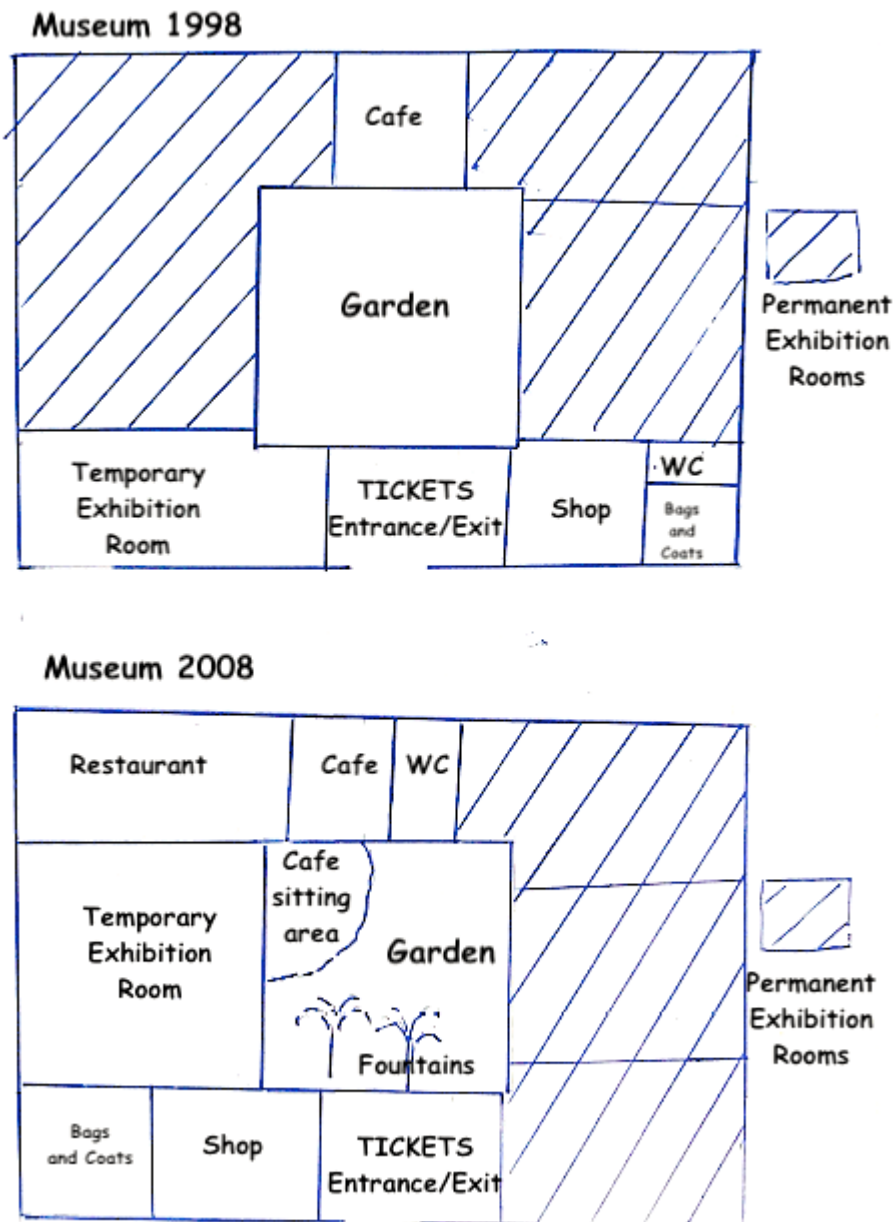 Museum 1998
Cafe
Garden
Permanent
Exhibition
Rooms
Temporary
Exhibition
Room
TICKETS
Entrance/Exit
Shop
WC
Bags
and
Coats
Museum 2008
Restaurant
Cafe
WC
Cafe
sitting
area
Temporary
Exhibition
Room
Garden
Fountains
Permanent
Exhibition
Rooms
Bags
and Coats
Shop
TICKETS
Entrance/Exit